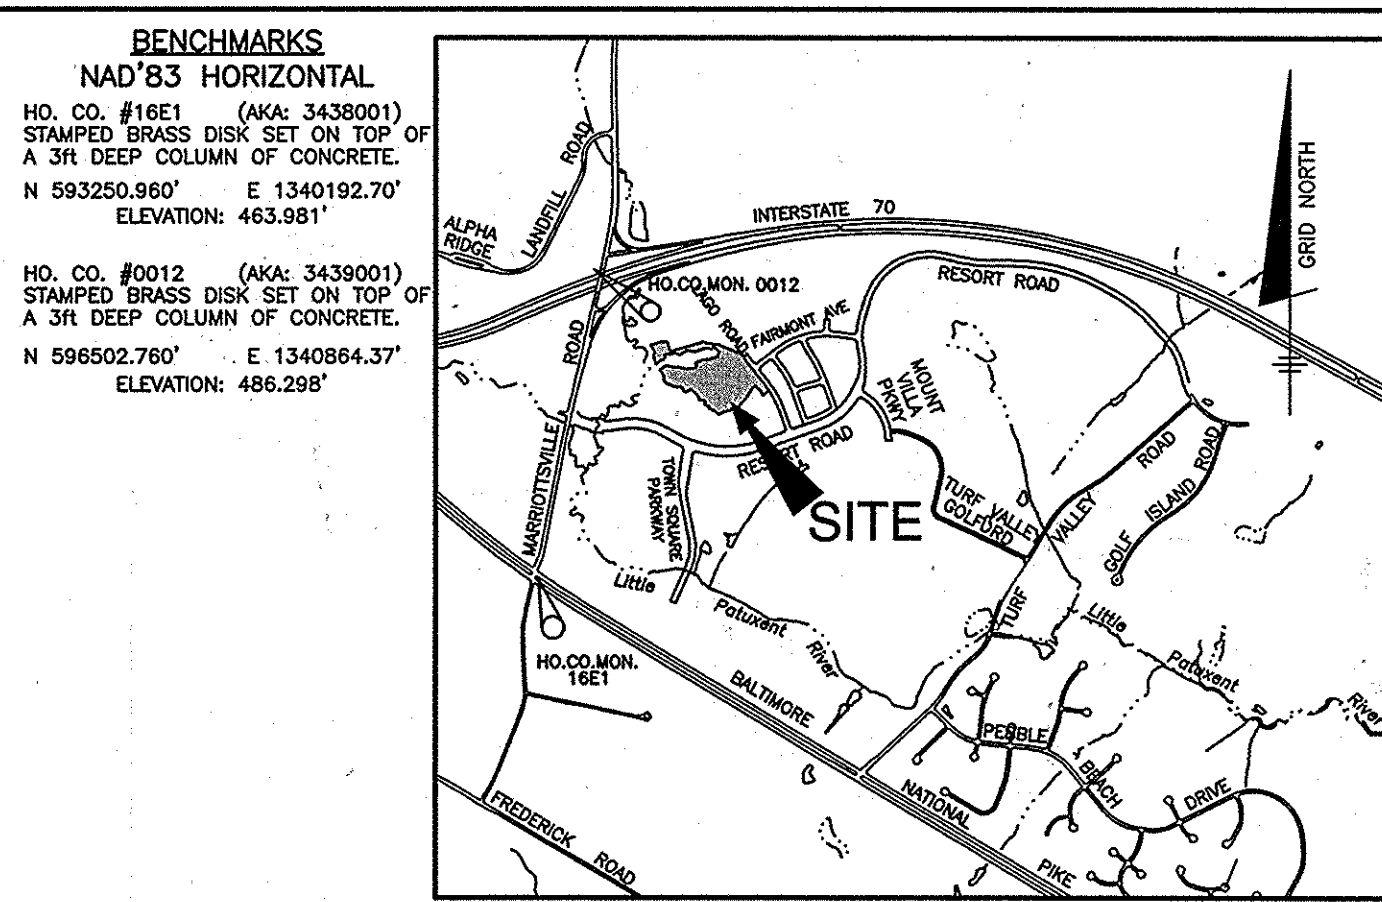 BENCHMARKS
NAD'83 HORIZONTAL
HO. CO. #16E1 (AKA: 3438001)
STAMPED BRASS DISK SET ON TOP OF
A 3ft DEEP COLUMN OF CONCRETE.
N 593250.960' E 1340192.70'
ELEVATION: 463.981'
HO. CO. #0012 (AKA: 3439001)
STAMPED BRASS DISK SET ON TOP OF
A 3ft DEEP COLUMN OF CONCRETE.
N 596502.760' E 1340864.37'
ELEVATION: 486.298'
ALPHA
RIDGE
LANDFILL
ROAD
INTERSTATE 70
GRID NORTH
HO.CO.MON. 0012
RESORT ROAD
ROAD
FAIRMONT AVE
MARRIOTTSVILLE
ROAD
MOUNT
VILLA
PKWY
RESORT ROAD
TOWN SQUARE
PARKWAY
SITE
TURF VALLEY
GOLFORD
TURF
VALLEY
ROAD
GOLF
ISLAND
ROAD
Little
Patuxent
River
Little
Patuxent
River
HO.CO.MON.
16E1
BALTIMORE
NATIONAL
PIKE
PEBBLE
BEACH
DRIVE
FREDERICK
ROAD